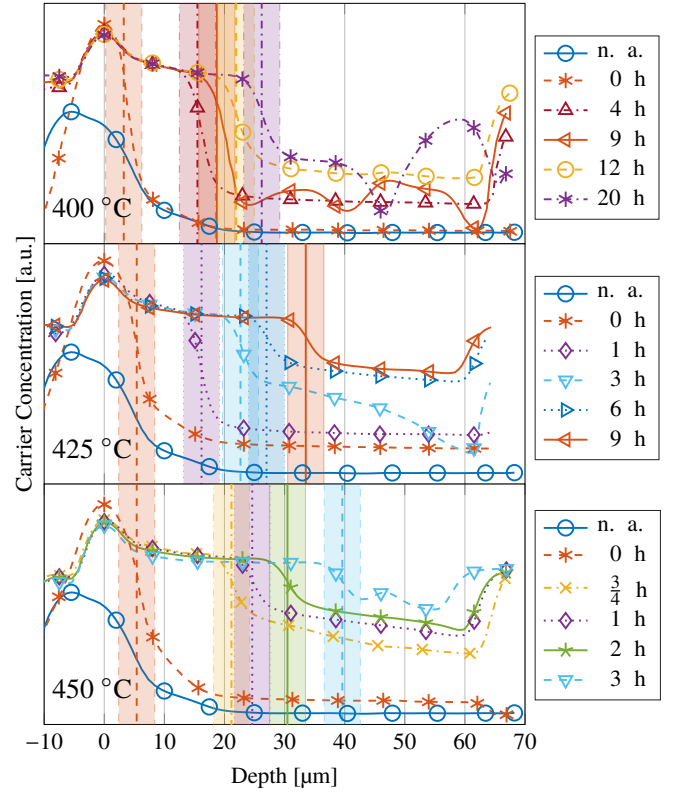 n. a.
0 h
4 h
9 h
12 h
20 h
400 °C
n. a.
0 h
1 h
3 h
6 h
9 h
425 °C
n. a.
0 h
3/4 h
1 h
2 h
3 h
450 °C
−10 0 10 20 30 40 50 60 70
Depth [μm]
Carrier Concentration [a.u.]